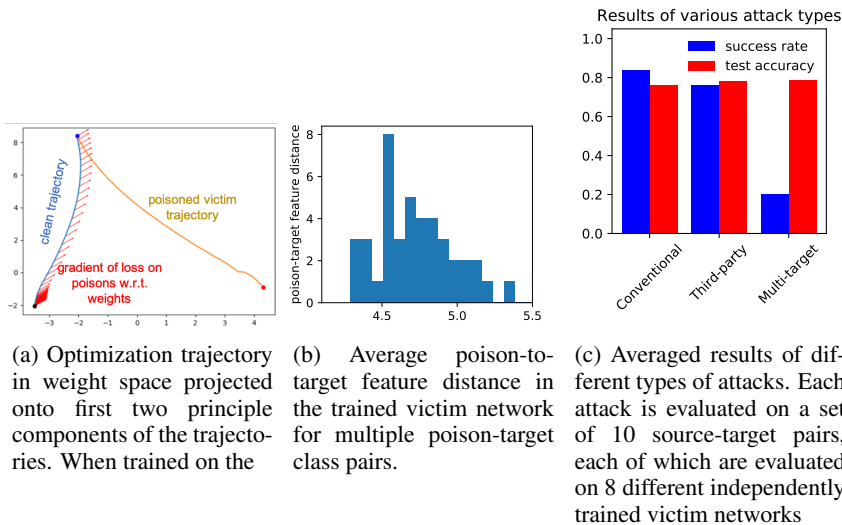 8
6
4
2
0
−2
−3
−2
−1
0
1
2
3
4
clean trajectory
poisoned victim
trajectory
gradient of loss on
poisons w.r.t.
weights
(a) Optimization trajectory
in weight space projected
onto first two principle
components of the trajecto-
ries. When trained on the
poison-target feature distance
8
6
4
2
0
4.5
5.0
5.5
(b) Average poison-to-
target feature distance in
the trained victim network
for multiple poison-target
class pairs.
Results of various attack types
success rate
test accuracy
1.0
0.8
0.6
0.4
0.2
0.0
Conventional
Third-party
Multi-target
(c) Averaged results of dif-
ferent types of attacks. Each
attack is evaluated on a set
of 10 source-target pairs,
each of which are evaluated
on 8 different independently
trained victim networks